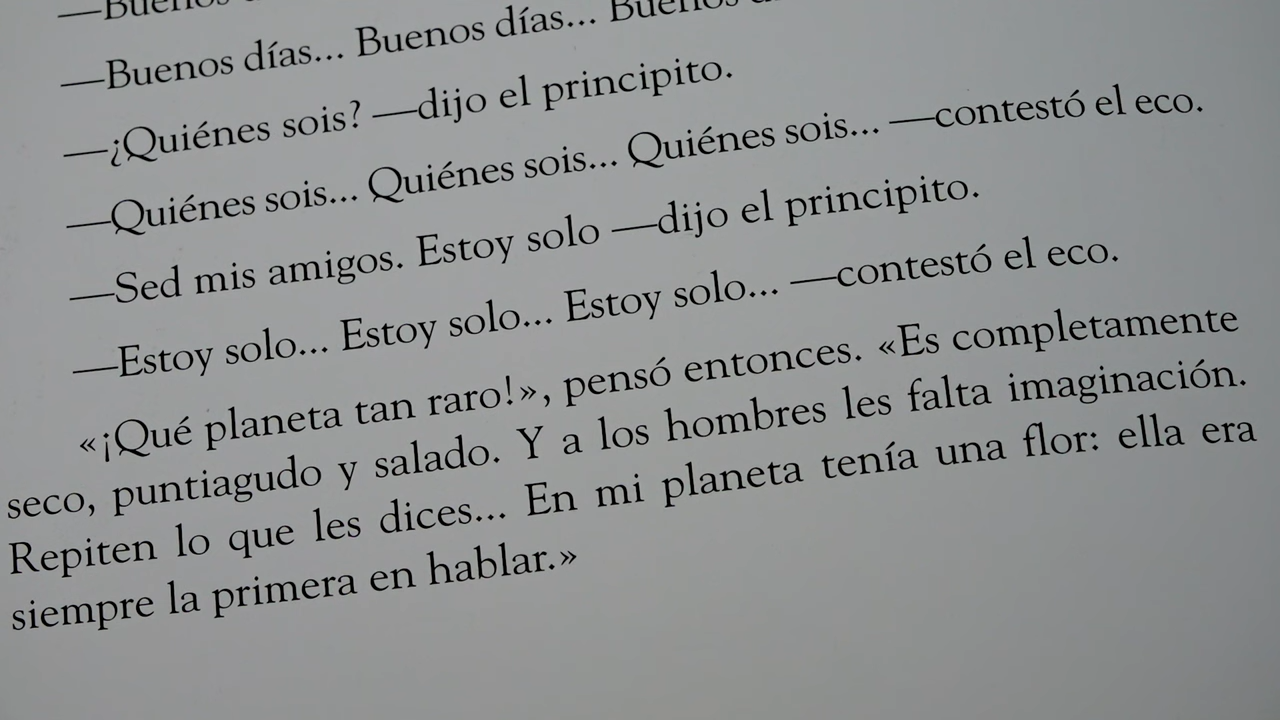 —Buenos
—Buenos días... Buenos días... Buenos
—¿Quiénes sois? —dijo el principito.
—Quiénes sois... Quiénes sois... Quiénes sois... —contestó el eco.
—Sed mis amigos. Estoy solo —dijo el principito.
—Estoy solo... Estoy solo... Estoy solo... —contestó el eco.
«¡Qué planeta tan raro!», pensó entonces. «Es completamente
seco, puntiagudo y salado. Y a los hombres les falta imaginación.
Repiten lo que les dices... En mi planeta tenía una flor: ella era
siempre la primera en hablar.»